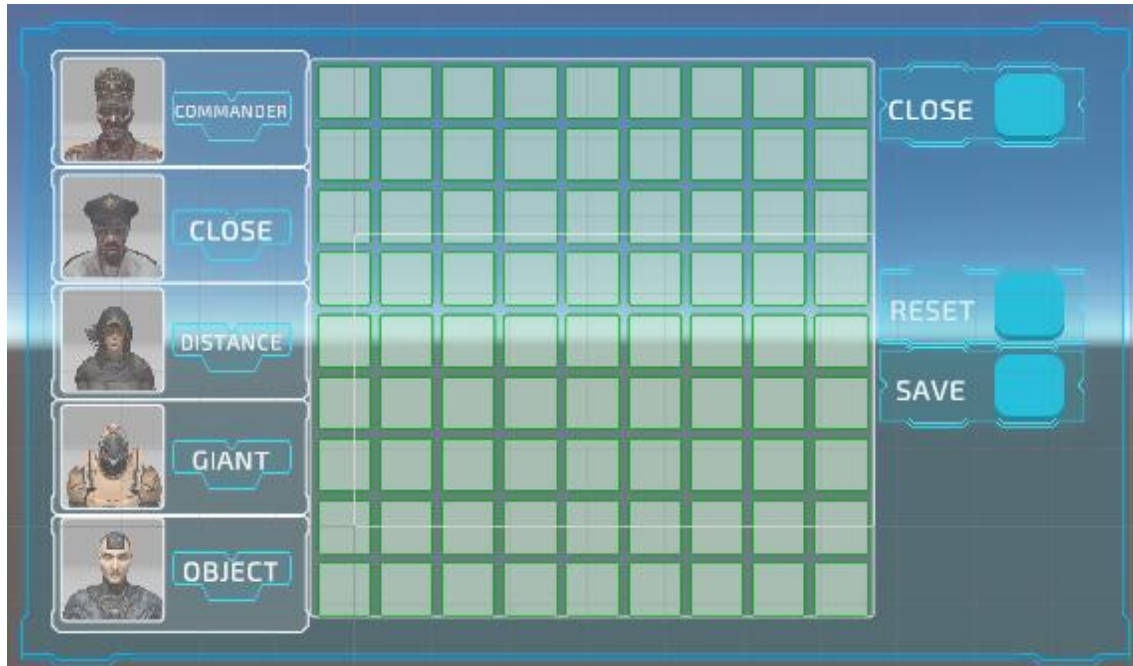 COMMANDER
CLOSE
DISTANCE
GIANT
OBJECT
CLOSE
RESET
SAVE